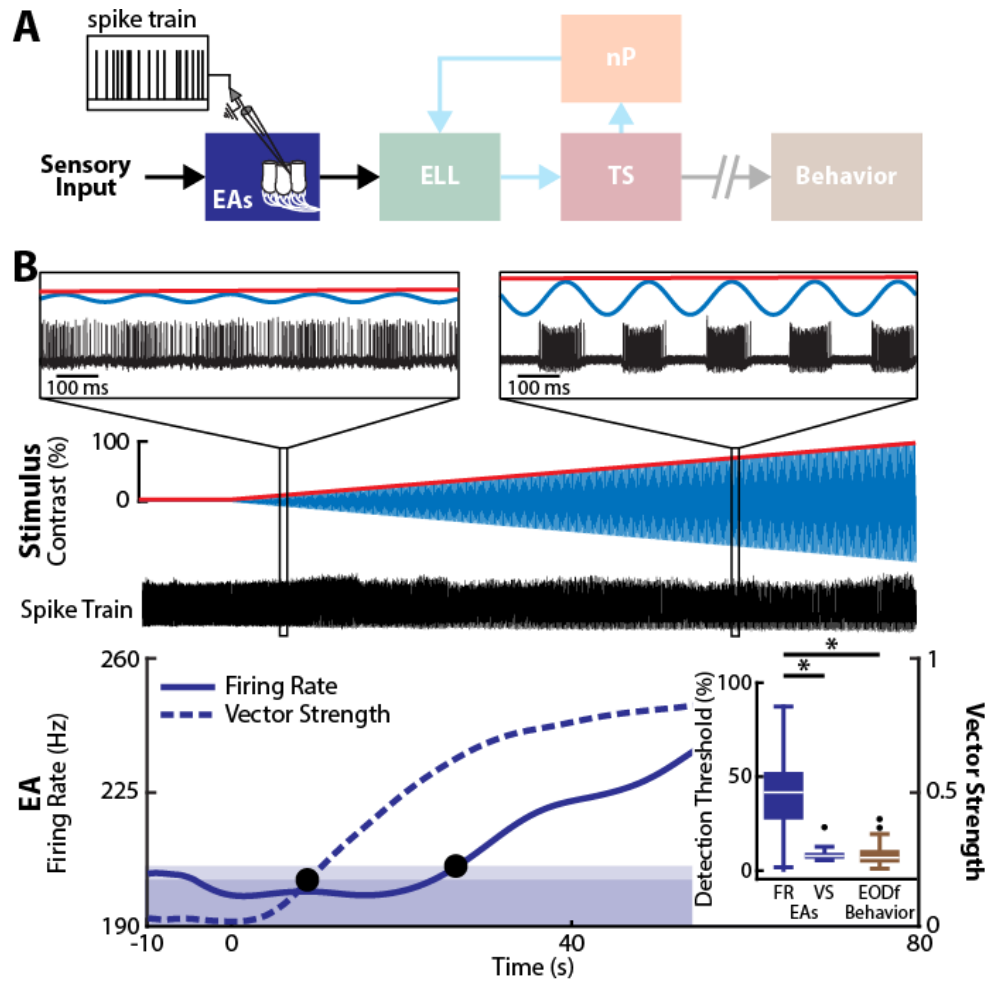 A
spike train
nP
Sensory
Input
EAs
ELL
TS
Behavior
B
100 ms
100 ms
Stimulus
Contrast (%)
100
0
Spike Train
EA
Firing Rate (Hz)
260
225
190
Firing Rate
Vector Strength
-10
0
40
80
Time (s)
Detection Threshold (%)
100
50
0
*
*
FR
VS
EODf
EAs
Behavior
1
0.5
0
Vector Strength